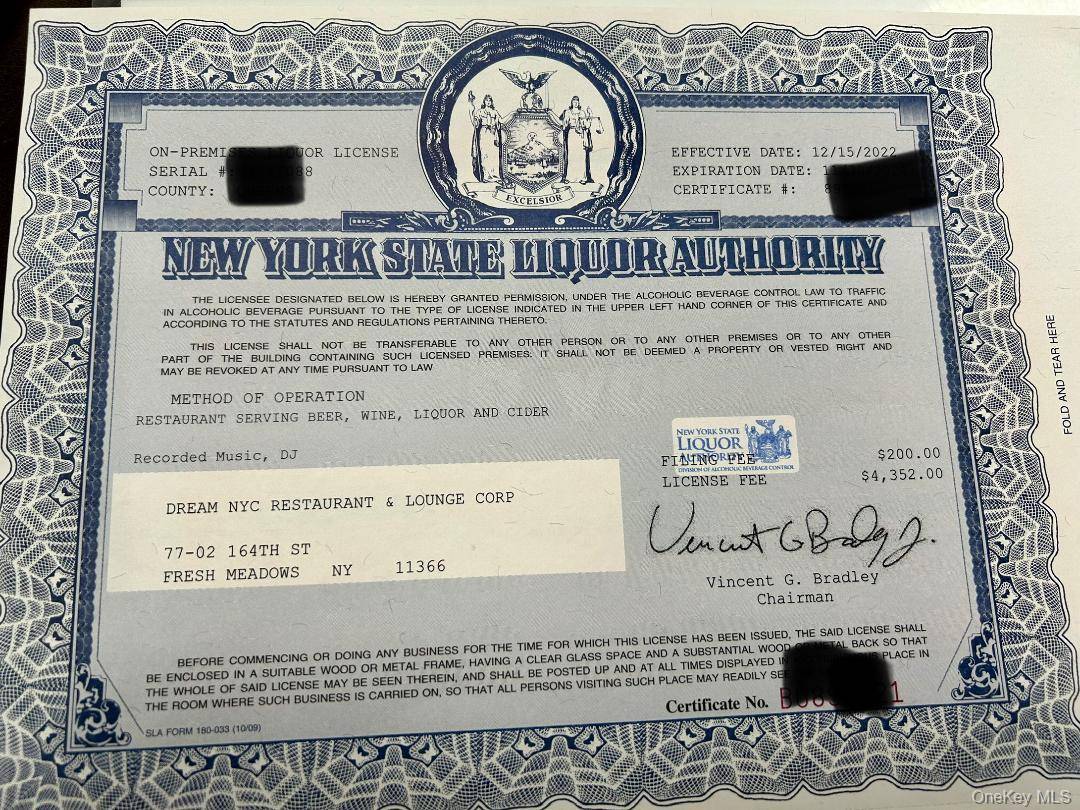 ON-PREMISES LIQUOR LICENSE
SERIAL #: 88
COUNTY:
EXCELSIOR
EFFECTIVE DATE: 12/15/2022
EXPIRATION DATE:
CERTIFICATE #:
NEW YORK STATE LIQUOR AUTHORITY
THE LICENSEE DESIGNATED BELOW IS HEREBY GRANTED PERMISSION, UNDER THE ALCOHOLIC BEVERAGE CONTROL LAW TO TRAFFIC
IN ALCOHOLIC BEVERAGE PURSUANT TO THE TYPE OF LICENSE INDICATED IN THE UPPER LEFT HAND CORNER OF THIS CERTIFICATE AND
ACCORDING TO THE STATUTES AND REGULATIONS PERTAINING THERETO.
THIS LICENSE SHALL NOT BE TRANSFERABLE TO ANY OTHER PERSON OR TO ANY OTHER PREMISES OR TO ANY OTHER
PART OF THE BUILDING CONTAINING SUCH LICENSED PREMISES. IT SHALL NOT BE DEEMED A PROPERTY OR VESTED RIGHT AND
MAY BE REVOKED AT ANY TIME PURSUANT TO LAW
METHOD OF OPERATION
RESTAURANT SERVING BEER, WINE, LIQUOR AND CIDER
Recorded Music, DJ
NEW YORK STATE
LIQUOR
AUTHORITY
DIVISION OF ALCOHOLIC BEVERAGE CONTROL
FILING FEE $200.00
LICENSE FEE $4,352.00
DREAM NYC RESTAURANT & LOUNGE CORP
77-02 164TH ST
FRESH MEADOWS NY 11366
Vincent G Bradley Jr.
Vincent G. Bradley
Chairman
BEFORE COMMENCING OR DOING ANY BUSINESS FOR THE TIME FOR WHICH THIS LICENSE HAS BEEN ISSUED, THE SAID LICENSE SHALL
BE ENCLOSED IN A SUITABLE WOOD OR METAL FRAME, HAVING A CLEAR GLASS SPACE AND A SUBSTANTIAL WOOD OR METAL BACK SO THAT
THE WHOLE OF SAID LICENSE MAY BE SEEN THEREIN, AND SHALL BE POSTED UP AND AT ALL TIMES DISPLAYED IN PLACE IN
THE ROOM WHERE SUCH BUSINESS IS CARRIED ON, SO THAT ALL PERSONS VISITING SUCH PLACE MAY READILY SEE
Certificate No. 1
SLA FORM 180-033 (10/09)
FOLD AND TEAR HERE
OneKey MLS